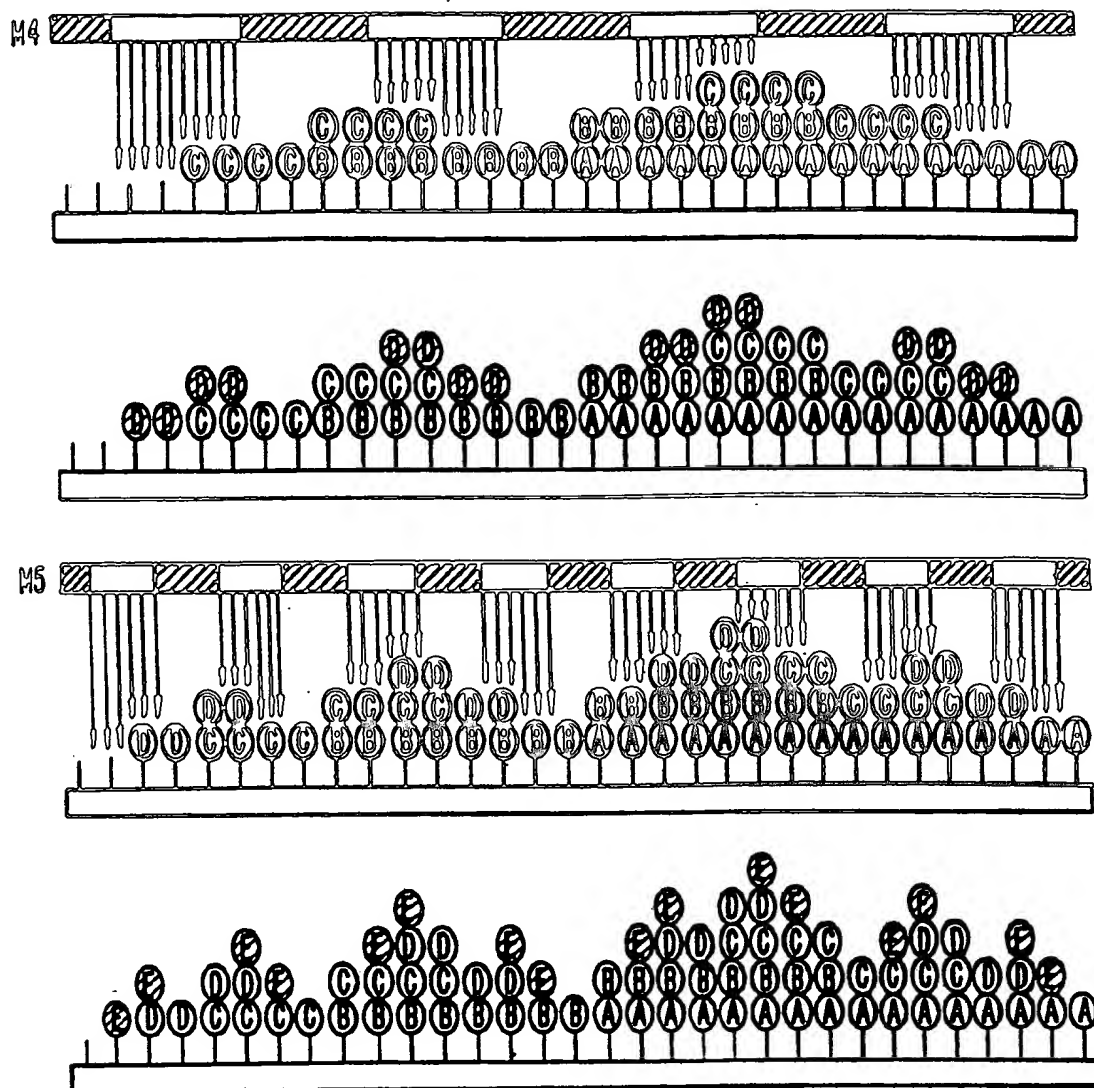 M4
C C C C
C C C C B B B B B B B B C C C C
C C C C B B B B B B B B A A A A A A A A A A A A A A A A
D D
D D D D C C C C D D
D D C C C C D D B B B B B B B B C C C C D D
D D C C C C B B B B B B B B A A A A A A A A A A A A A A A A
M5
D D
D D D D C C C C D D
D D C C C C D D B B B B B B B B C C C C D D
D D C C C C B B B B B B B B A A A A A A A A A A A A A A A A
E
E E D D E E
E E D D E E D D C C C C E D D E
E D D E C C C C D D E B B B B B B B B C C C C D D E
E D D C C C C B B B B B B B B A A A A A A A A A A A A A A A A